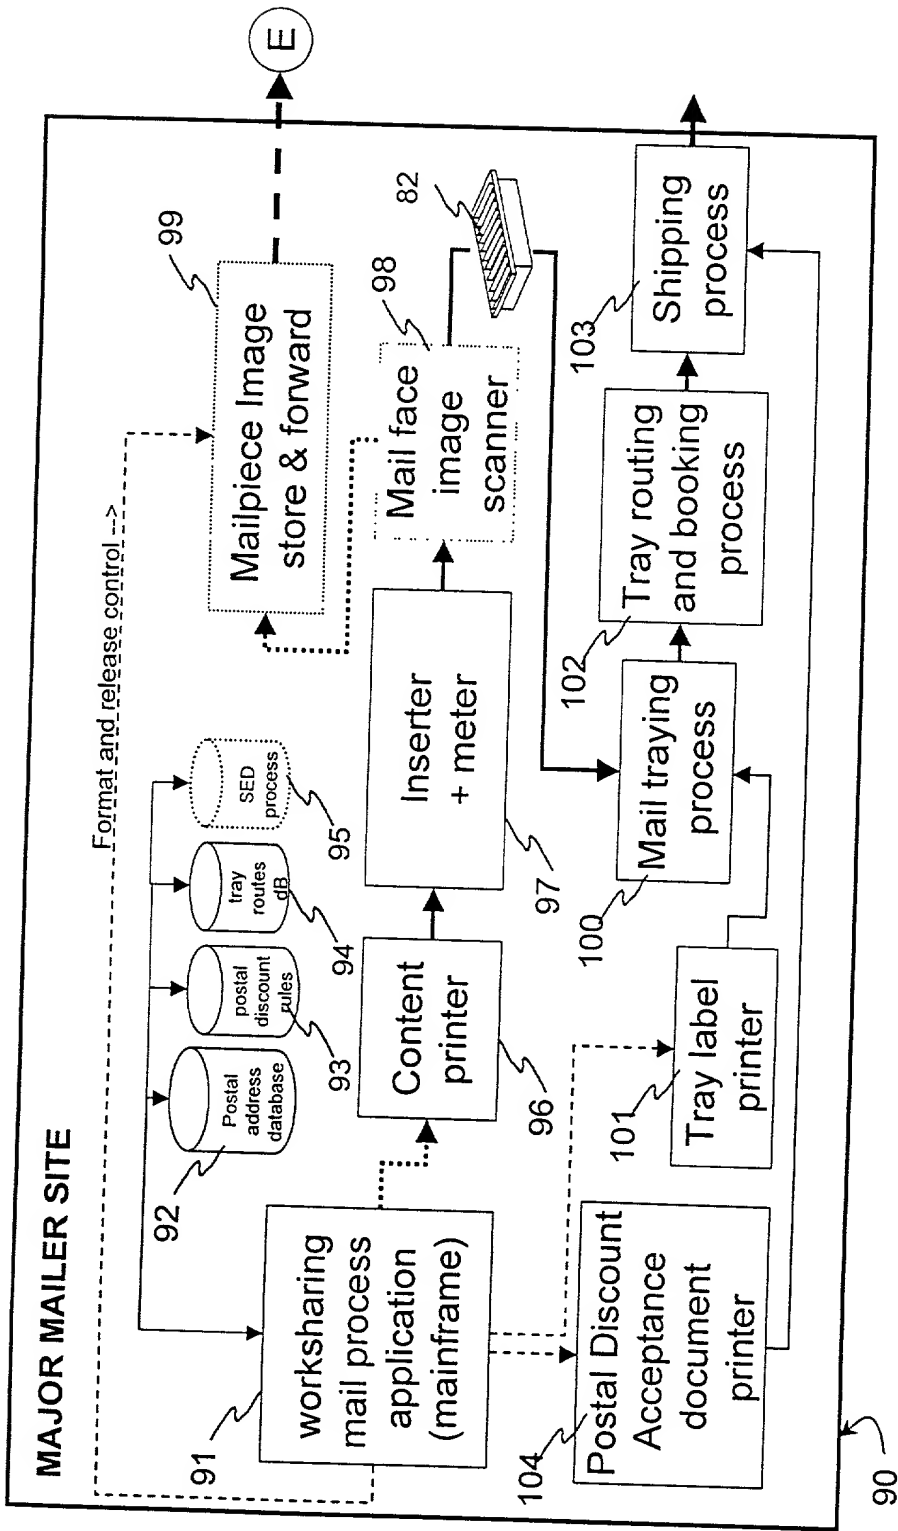 MAJOR MAILER SITE
Format and release control --->
91
worksharing
mail process
application
(mainframe)
92
Postal
address
database
93
postal
discount
rules
94
tray
routes
dB
95
SED
process
99
Mailpiece Image
store & forward
E
96
Content
printer
97
Inserter
+ meter
98
Mail face
image
scanner
82
104
Postal Discount
Acceptance
document
printer
101
Tray label
printer
100
Mail traying
process
102
Tray routing
and booking
process
103
Shipping
process
90